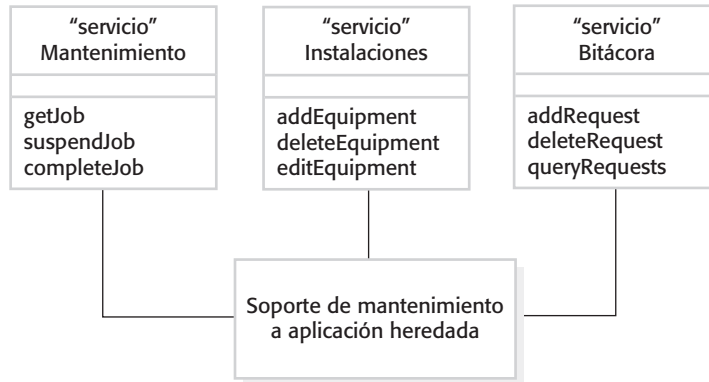 “servicio”
Mantenimiento
getJob
suspendJob
completeJob
“servicio”
Instalaciones
addEquipment
deleteEquipment
editEquipment
“servicio”
Bitácora
addRequest
deleteRequest
queryRequests
Soporte de mantenimiento
a aplicación heredada